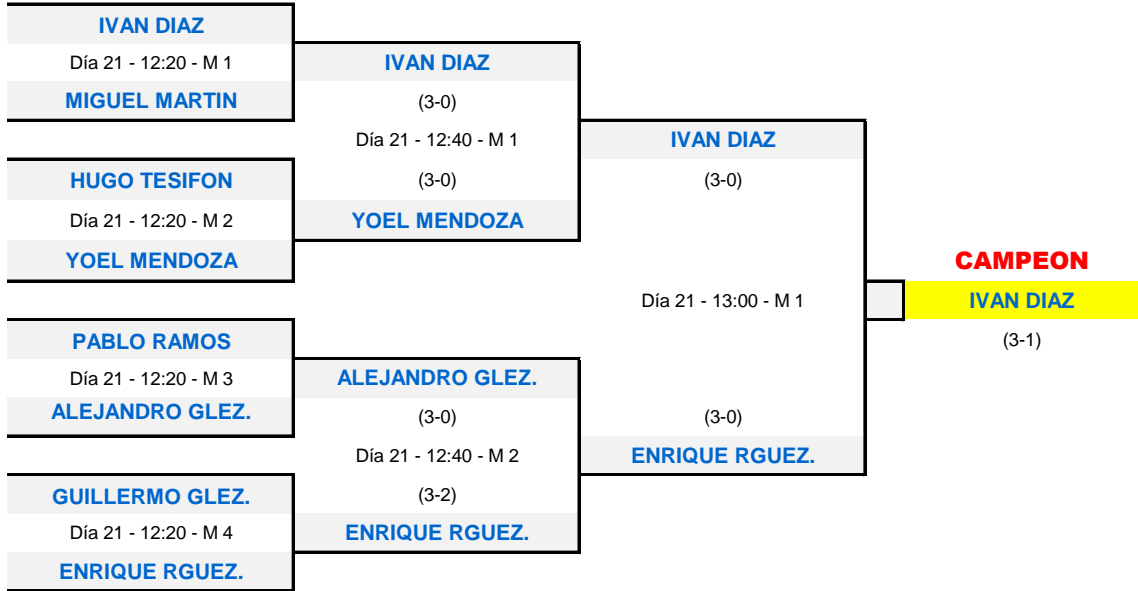 IVAN DIAZ
Día 21 - 12:20 - M 1
MIGUEL MARTIN
HUGO TESIFON
Día 21 - 12:20 - M 2
YOEL MENDOZA
PABLO RAMOS
Día 21 - 12:20 - M 3
ALEJANDRO GLEZ.
GUILLERMO GLEZ.
Día 21 - 12:20 - M 4
ENRIQUE RGUEZ.
IVAN DIAZ
(3-0)
Día 21 - 12:40 - M 1
(3-0)
YOEL MENDOZA
ALEJANDRO GLEZ.
(3-0)
Día 21 - 12:40 - M 2
(3-2)
ENRIQUE RGUEZ.
IVAN DIAZ
(3-0)
Día 21 - 13:00 - M 1
(3-0)
ENRIQUE RGUEZ.
CAMPEON
IVAN DIAZ
(3-1)